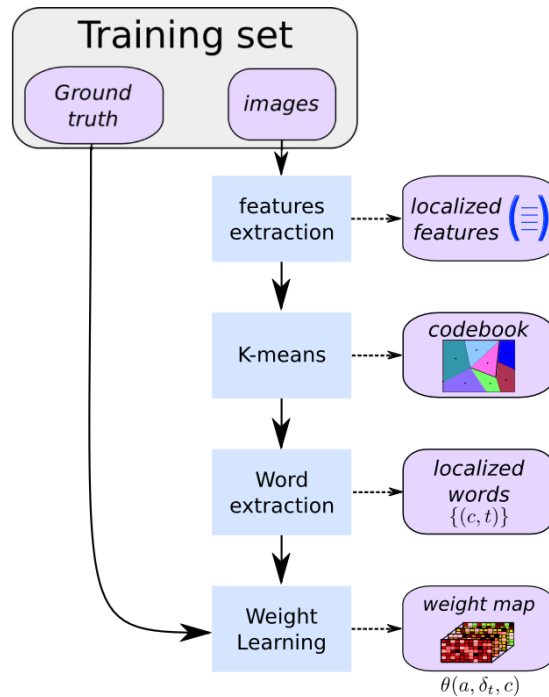 Training set
Ground
truth
images
features
extraction
localized
features
K-means
codebook
Word
extraction
localized
words
{(c, t)}
Weight
Learning
weight map
θ(a, δ_t, c)